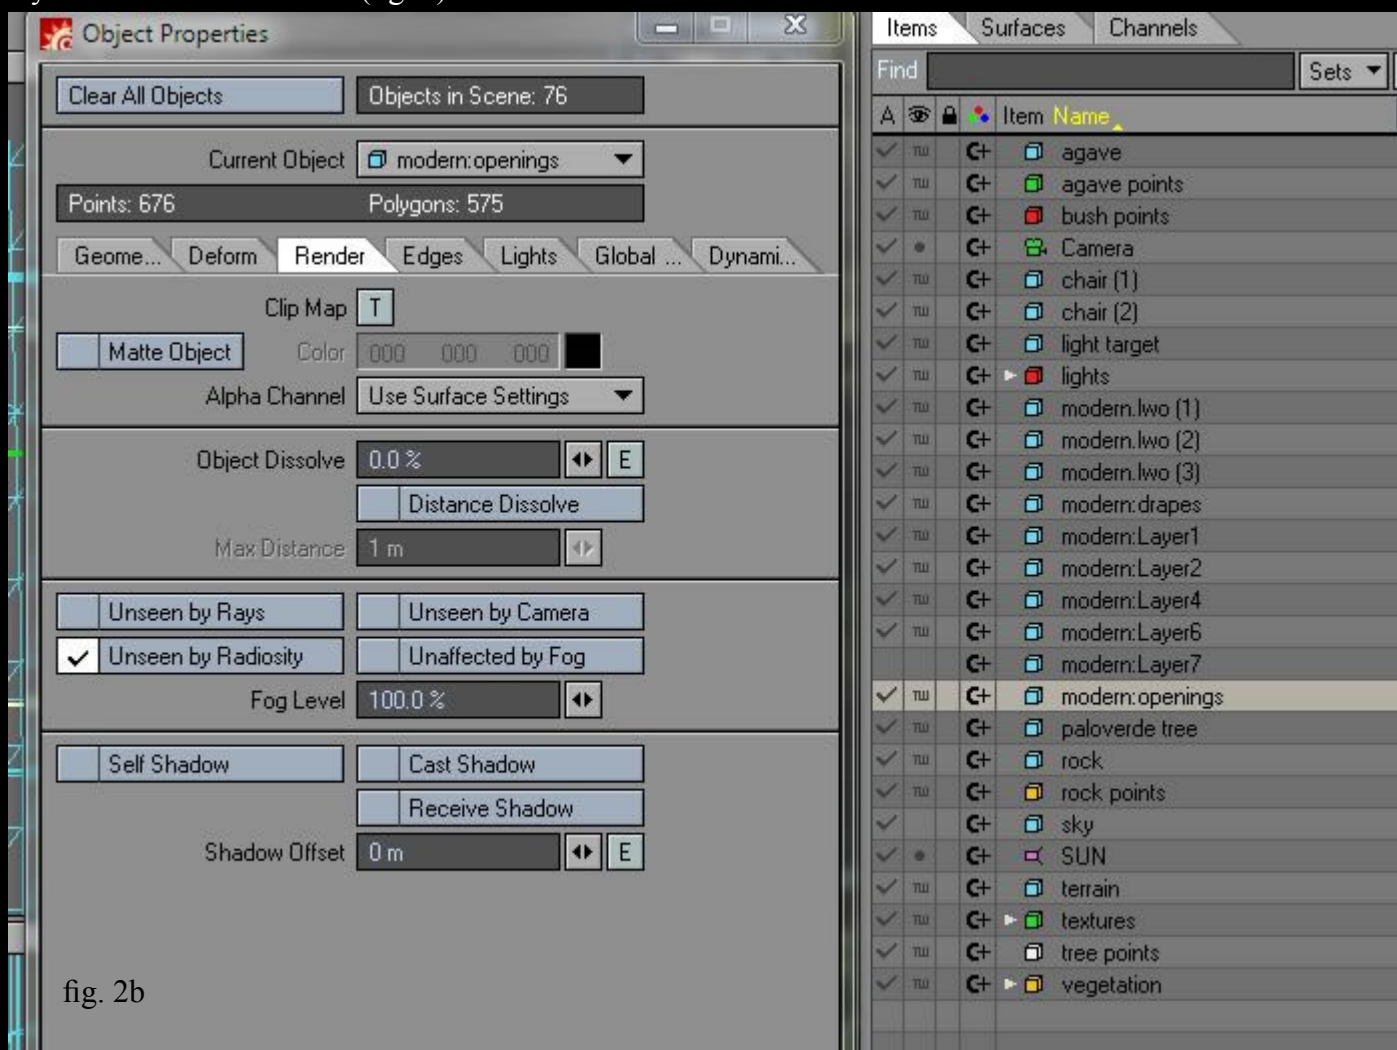 Object Properties
Clear All Objects
Objects in Scene: 76
Current Object
modern:openings
Points: 676
Polygons: 575
Geome...
Deform
Render
Edges
Lights
Global ...
Dynami...
Clip Map
T
Matte Object
Color
000 000 000
Alpha Channel
Use Surface Settings
Object Dissolve
0.0 %
E
Distance Dissolve
Max Distance
1 m
Unseen by Rays
Unseen by Camera
Unseen by Radiosity
Unaffected by Fog
Fog Level
100.0 %
Self Shadow
Cast Shadow
Receive Shadow
Shadow Offset
0 m
E
fig. 2b
Items
Surfaces
Channels
Find
Sets
A
Item Name
agave
agave points
bush points
Camera
chair (1)
chair (2)
light target
lights
modern.lwo (1)
modern.lwo (2)
modern.lwo (3)
modern:drapes
modern:Layer1
modern:Layer2
modern:Layer4
modern:Layer6
modern:Layer7
modern:openings
paloverde tree
rock
rock points
sky
SUN
terrain
textures
tree points
vegetation